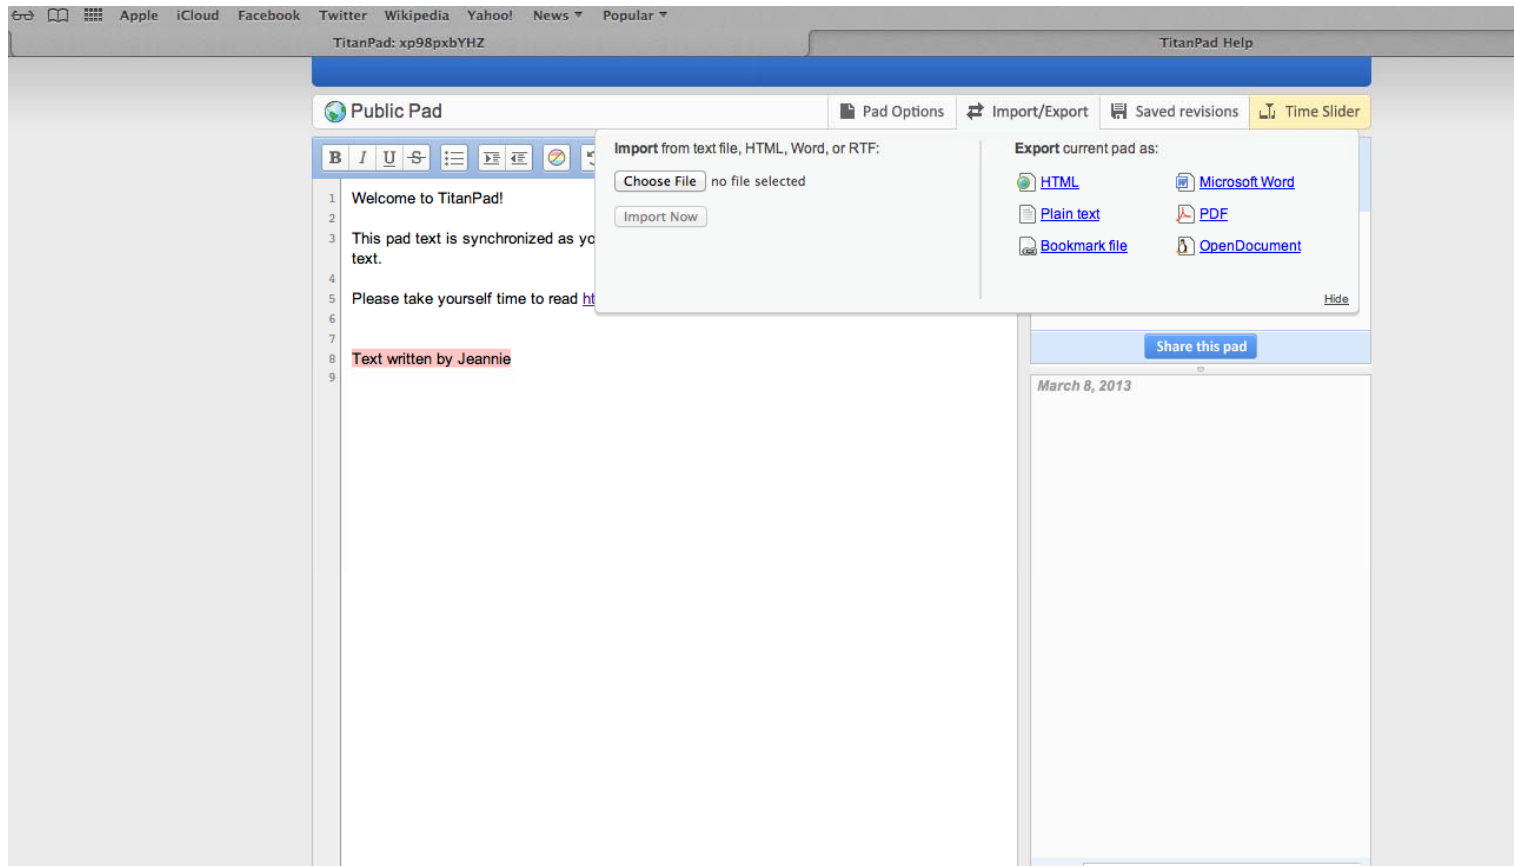 Apple iCloud Facebook Twitter Wikipedia Yahoo! News Popular
TitanPad: xp98pxbYHZ
TitanPad Help
Public Pad
Pad Options
Import/Export
Saved revisions
Time Slider
B I U S
Import from text file, HTML, Word, or RTF:
Choose File no file selected
Import Now
Export current pad as:
HTML
Microsoft Word
Plain text
PDF
Bookmark file
OpenDocument
Hide
1 Welcome to TitanPad!
2
3 This pad text is synchronized as yo
text.
4
5 Please take yourself time to read ht
6
7
8 Text written by Jeannie
9
Share this pad
March 8, 2013